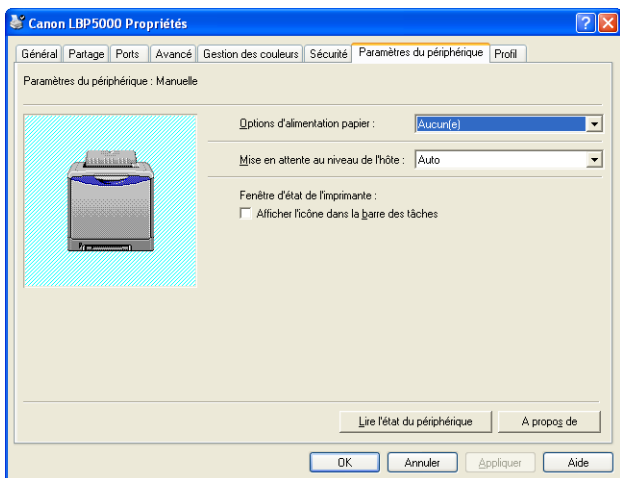 Canon LBP5000 Propriétés
Général Partage Ports Avancé Gestion des couleurs Sécurité Paramètres du périphérique Profil
Paramètres du périphérique : Manuelle
Options d'alimentation papier : Aucun(e)
Mise en attente au niveau de l'hôte : Auto
Fenêtre d'état de l'imprimante :
Afficher l'icône dans la barre des tâches
Lire l'état du périphérique A propos de
OK Annuler Appliquer Aide